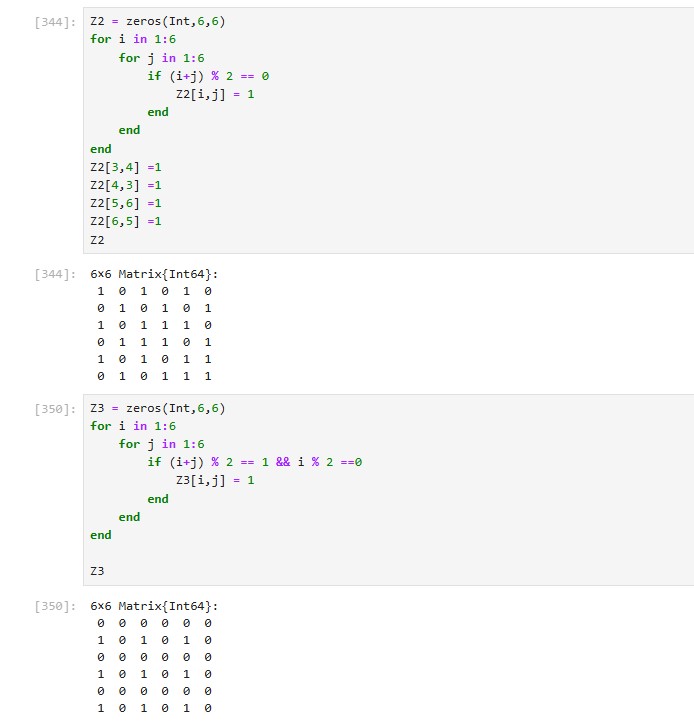 [344]: Z2 = zeros(Int,6,6)
for i in 1:6
    for j in 1:6
        if (i+j) % 2 == 0
            Z2[i,j] = 1
        end
    end
end
Z2[3,4] =1
Z2[4,3] =1
Z2[5,6] =1
Z2[6,5] =1
Z2
[344]: 6×6 Matrix{Int64}:
 1  0  1  0  1  0
 0  1  0  1  0  1
 1  0  1  1  1  0
 0  1  1  1  0  1
 1  0  1  0  1  1
 0  1  0  1  1  1
[350]: Z3 = zeros(Int,6,6)
for i in 1:6
    for j in 1:6
        if (i+j) % 2 == 1 && i % 2 ==0
            Z3[i,j] = 1
        end
    end
end
Z3
[350]: 6×6 Matrix{Int64}:
 0  0  0  0  0  0
 1  0  1  0  1  0
 0  0  0  0  0  0
 1  0  1  0  1  0
 0  0  0  0  0  0
 1  0  1  0  1  0